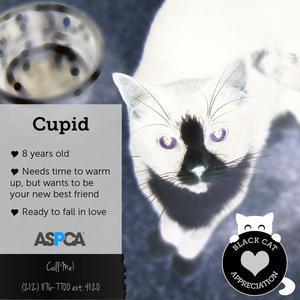 Cupid
8 years old
Needs time to warm
up, but wants to be
your new best friend
Ready to fall in love
ASPCA
Call Me!
(212) 876-7700 ext. 4120
BLACK CAT
APPRECIATION